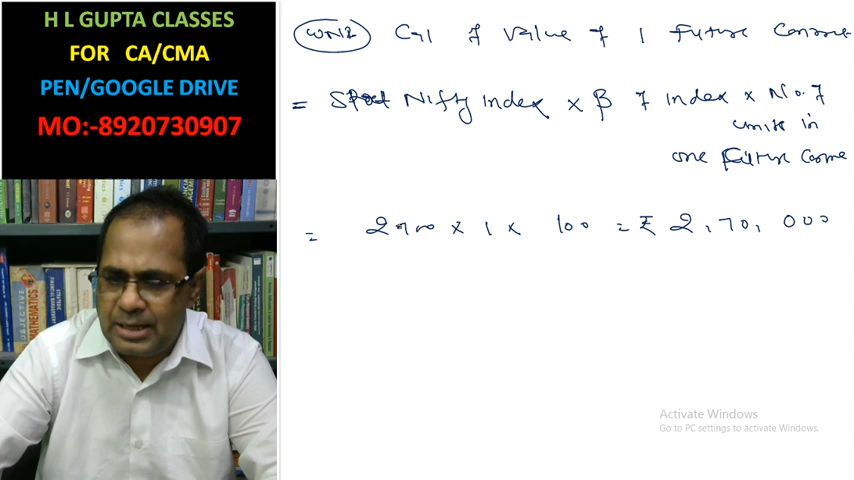 H L GUPTA CLASSES
FOR CA/CMA
PEN/GOOGLE DRIVE
MO:-8920730907
WN2 Cal of Value of 1 Future
= Spot Nifty index × β of index × No. of
units in
one Future
= 2700 × 1 × 100 = ₹ 2,70,000
OBJECTIVE
MATHEMATICS
Activate Windows
Go to PC settings to activate Windows.